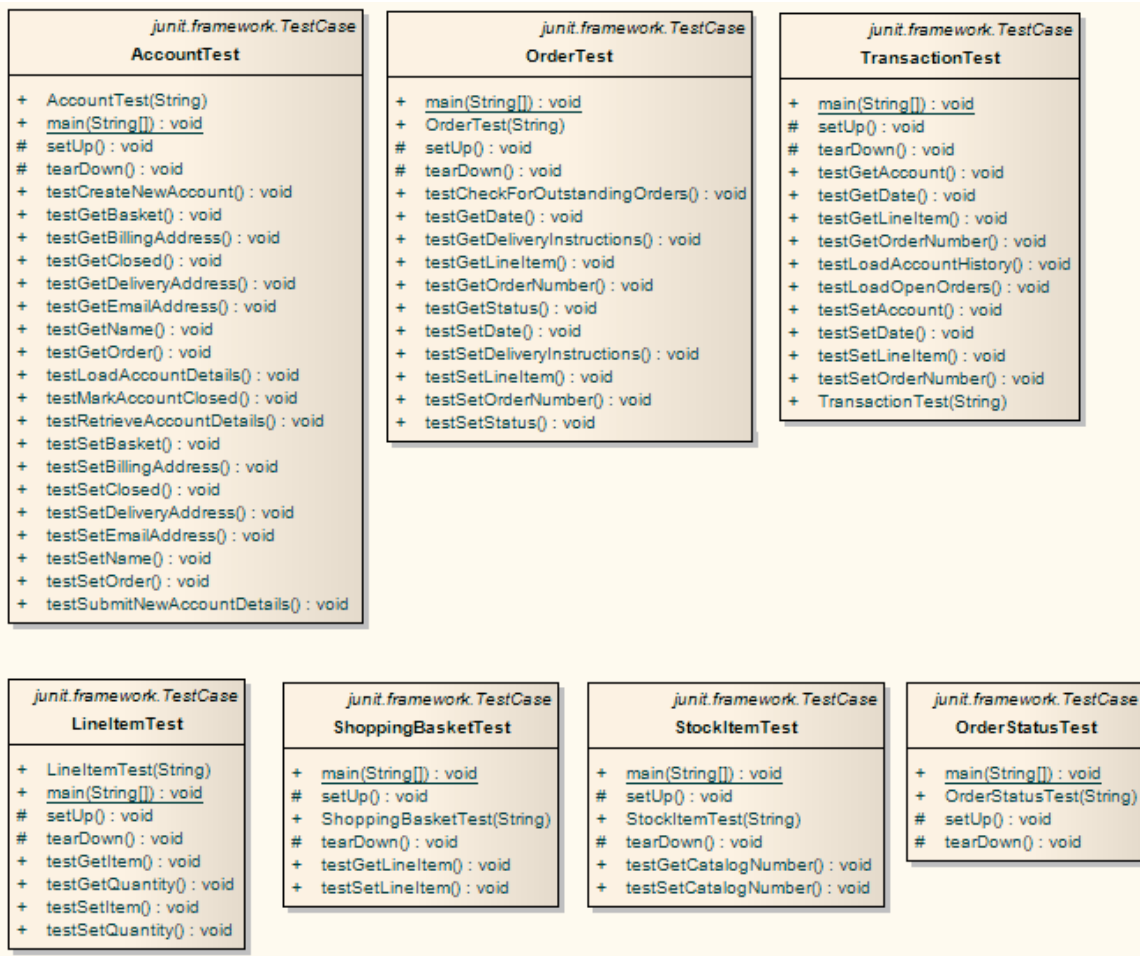 junit.framework.TestCase
AccountTest
+ AccountTest(String)
+ main(String[]) : void
# setUp() : void
# tearDown() : void
+ testCreateNewAccount() : void
+ testGetBasket() : void
+ testGetBillingAddress() : void
+ testGetClosed() : void
+ testGetDeliveryAddress() : void
+ testGetEmailAddress() : void
+ testGetName() : void
+ testGetOrder() : void
+ testLoadAccountDetails() : void
+ testMarkAccountClosed() : void
+ testRetrieveAccountDetails() : void
+ testSetBasket() : void
+ testSetBillingAddress() : void
+ testSetClosed() : void
+ testSetDeliveryAddress() : void
+ testSetEmailAddress() : void
+ testSetName() : void
+ testSetOrder() : void
+ testSubmitNewAccountDetails() : void
junit.framework.TestCase
OrderTest
+ main(String[]) : void
+ OrderTest(String)
# setUp() : void
# tearDown() : void
+ testCheckForOutstandingOrders() : void
+ testGetDate() : void
+ testGetDeliveryInstructions() : void
+ testGetLineItem() : void
+ testGetOrderNumber() : void
+ testGetStatus() : void
+ testSetDate() : void
+ testSetDeliveryInstructions() : void
+ testSetLineItem() : void
+ testSetOrderNumber() : void
+ testSetStatus() : void
junit.framework.TestCase
TransactionTest
+ main(String[]) : void
# setUp() : void
# tearDown() : void
+ testGetAccount() : void
+ testGetDate() : void
+ testGetLineItem() : void
+ testGetOrderNumber() : void
+ testLoadAccountHistory() : void
+ testLoadOpenOrders() : void
+ testSetAccount() : void
+ testSetDate() : void
+ testSetLineItem() : void
+ testSetOrderNumber() : void
+ TransactionTest(String)
junit.framework.TestCase
LineItemTest
+ LineItemTest(String)
+ main(String[]) : void
# setUp() : void
# tearDown() : void
+ testGetItem() : void
+ testGetQuantity() : void
+ testSetItem() : void
+ testSetQuantity() : void
junit.framework.TestCase
ShoppingBasketTest
+ main(String[]) : void
# setUp() : void
+ ShoppingBasketTest(String)
# tearDown() : void
+ testGetLineItem() : void
+ testSetLineItem() : void
junit.framework.TestCase
StockItemTest
+ main(String[]) : void
# setUp() : void
+ StockItemTest(String)
# tearDown() : void
+ testGetCatalogNumber() : void
+ testSetCatalogNumber() : void
junit.framework.TestCase
OrderStatusTest
+ main(String[]) : void
+ OrderStatusTest(String)
# setUp() : void
# tearDown() : void